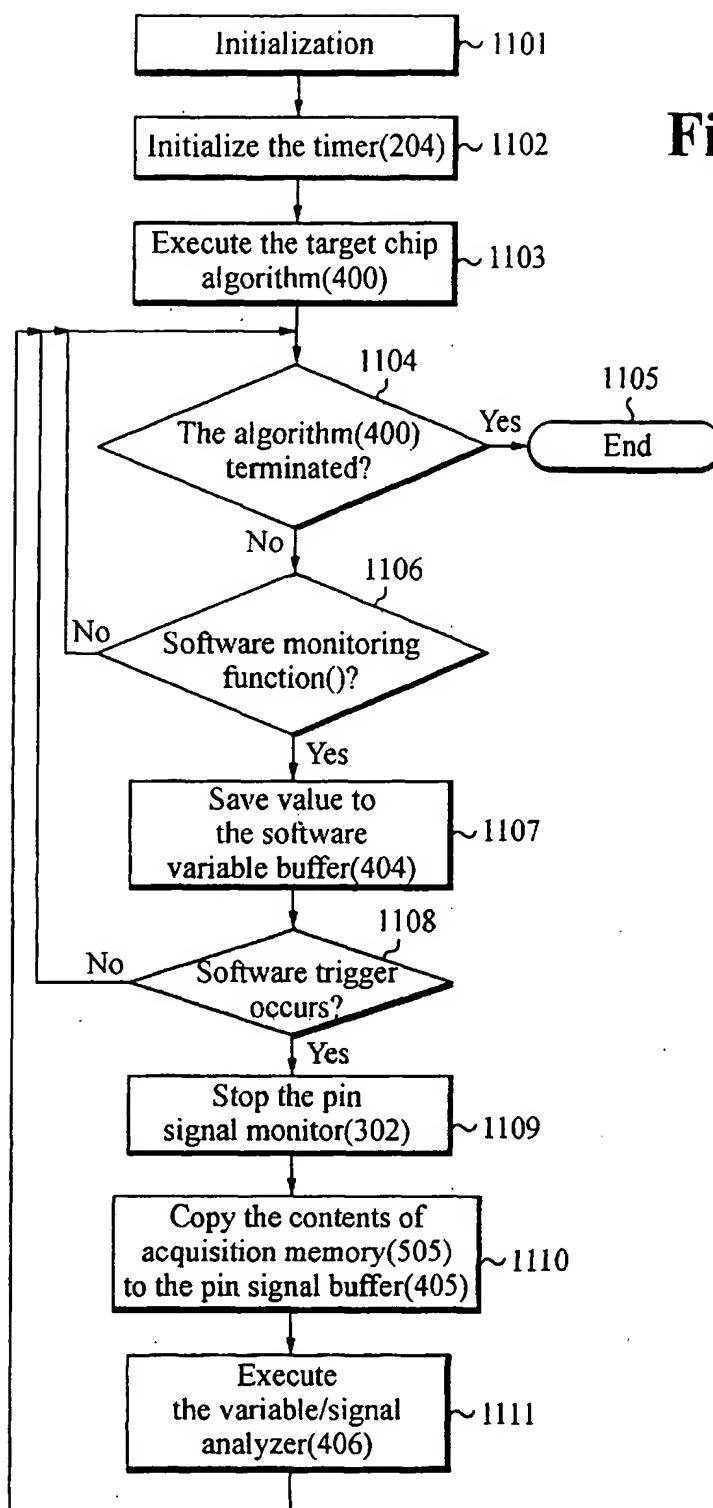 Initialization
1101
Initialize the timer(204)
1102
Execute the target chip
algorithm(400)
1103
1104
The algorithm(400)
terminated?
Yes
1105
End
No
1106
Software monitoring
function()?
No
Yes
Save value to
the software
variable buffer(404)
1107
1108
Software trigger
occurs?
No
Yes
Stop the pin
signal monitor(302)
1109
Copy the contents of
acquisition memory(505)
to the pin signal buffer(405)
1110
Execute
the variable/signal
analyzer(406)
1111